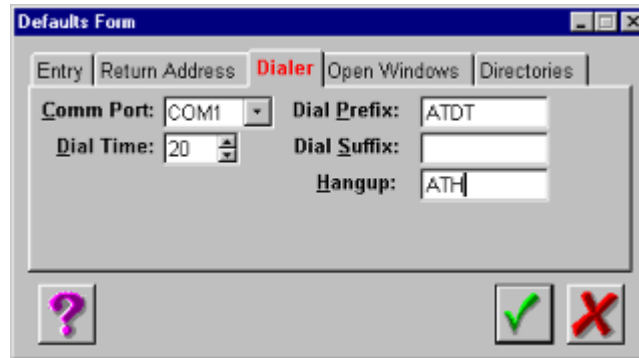 Defaults Form
Entry Return Address Dialer Open Windows Directories
Comm Port: COM1 Dial Prefix: ATDT
Dial Time: 20 Dial Suffix:
Hangup: ATH